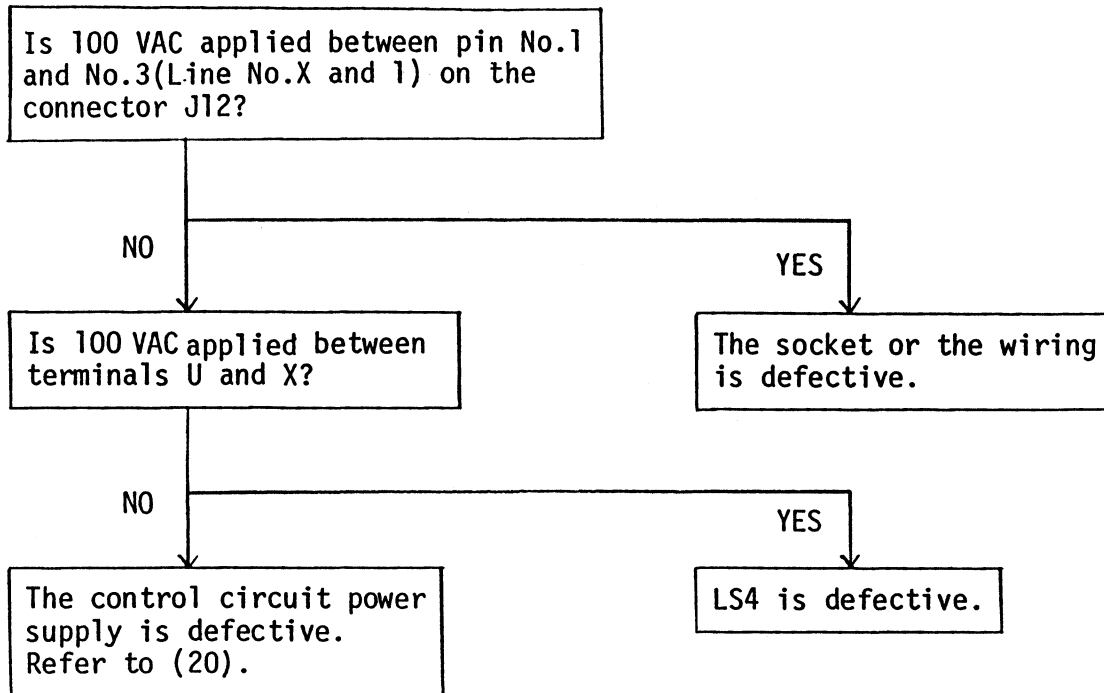 Is 100 VAC applied between pin No.1
and No.3(Line No.X and 1) on the
connector J12?
NO
YES
Is 100 VAC applied between
terminals U and X?
The socket or the wiring
is defective.
NO
YES
The control circuit power
supply is defective.
Refer to (20).
LS4 is defective.